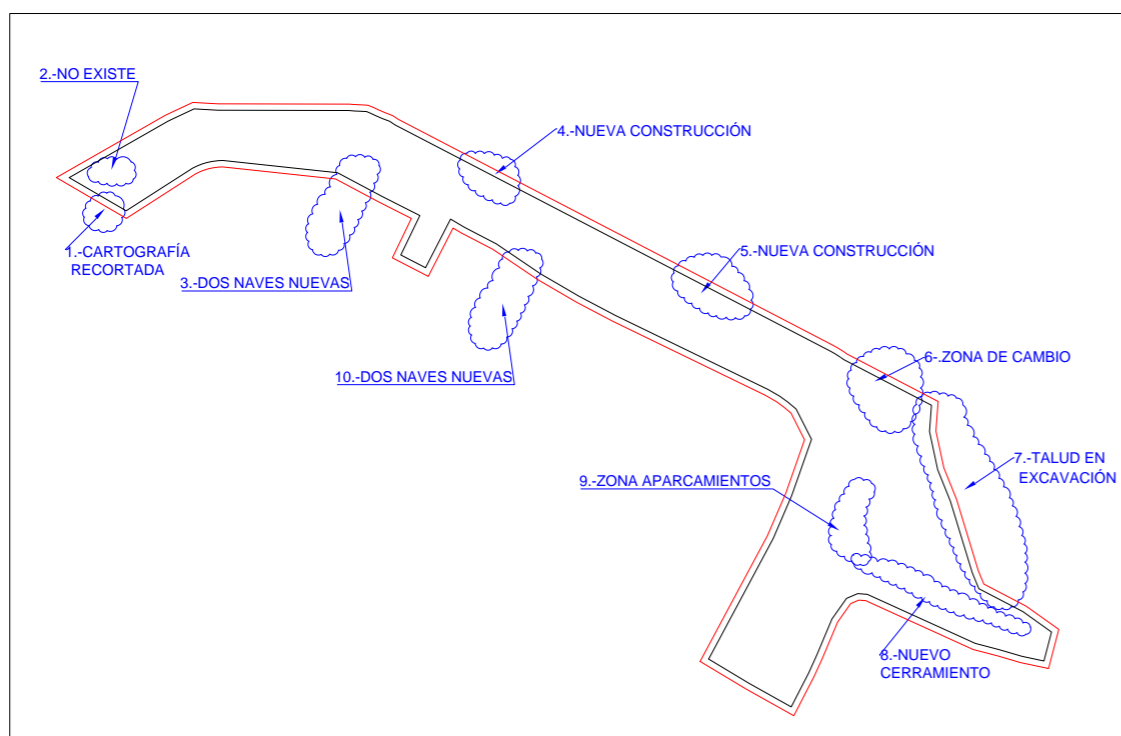 2.-NO EXISTE
4.-NUEVA CONSTRUCCIÓN
1.-CARTOGRAFÍA
RECORTADA
5.-NUEVA CONSTRUCCIÓN
3.-DOS NAVES NUEVAS
6-.ZONA DE CAMBIO
10.-DOS NAVES NUEVAS
7.-TALUD EN
EXCAVACIÓN
9.-ZONA APARCAMIENTOS
8.-NUEVO
CERRAMIENTO